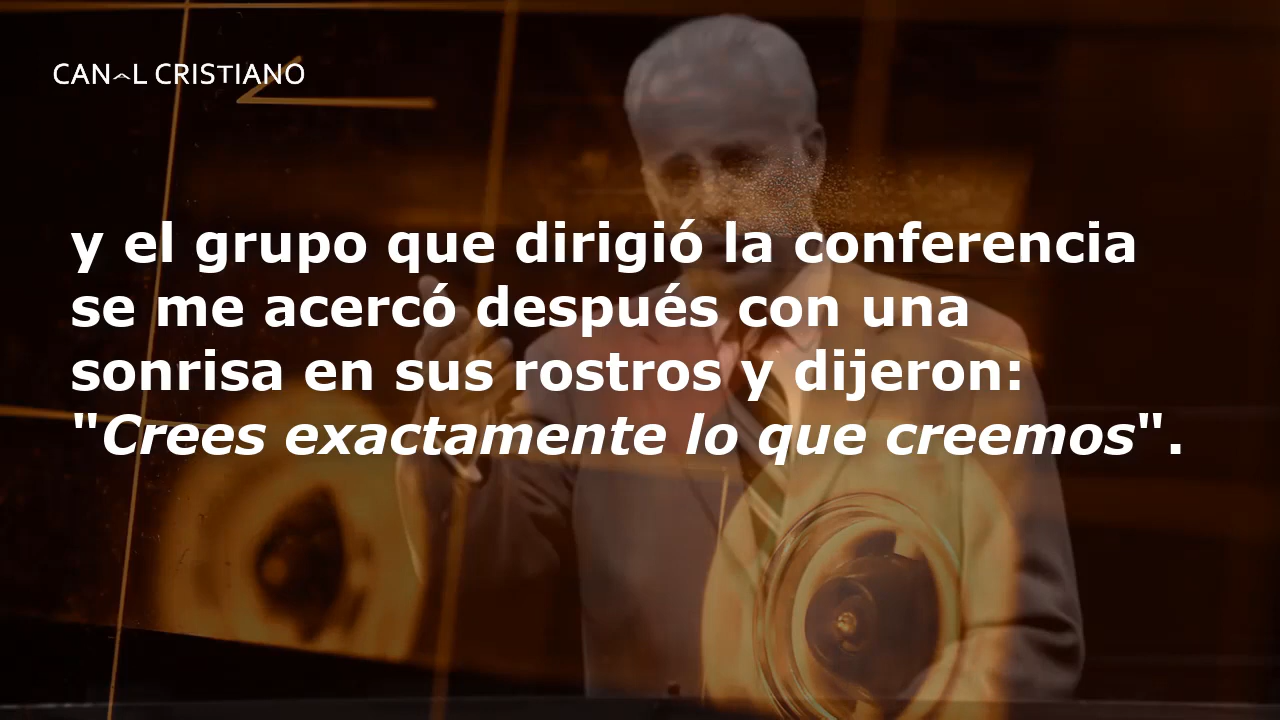 CANAL CRISTIANO
y el grupo que dirigió la conferencia
se me acercó después con una
sonrisa en sus rostros y dijeron:
"Crees exactamente lo que creemos".